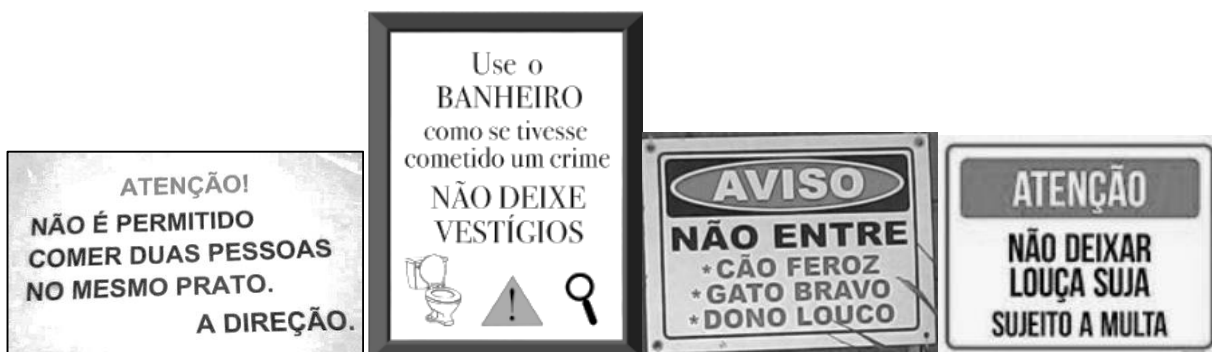 ATENÇÃO!
NÃO É PERMITIDO
COMER DUAS PESSOAS
NO MESMO PRATO.
A DIREÇÃO.
Use o
BANHEIRO
como se tivesse
cometido um crime
NÃO DEIXE
VESTÍGIOS
!
AVISO
NÃO ENTRE
*CÃO FEROZ
*GATO BRAVO
*DONO LOUCO
ATENÇÃO
NÃO DEIXAR
LOUÇA SUJA
SUJEITO A MULTA